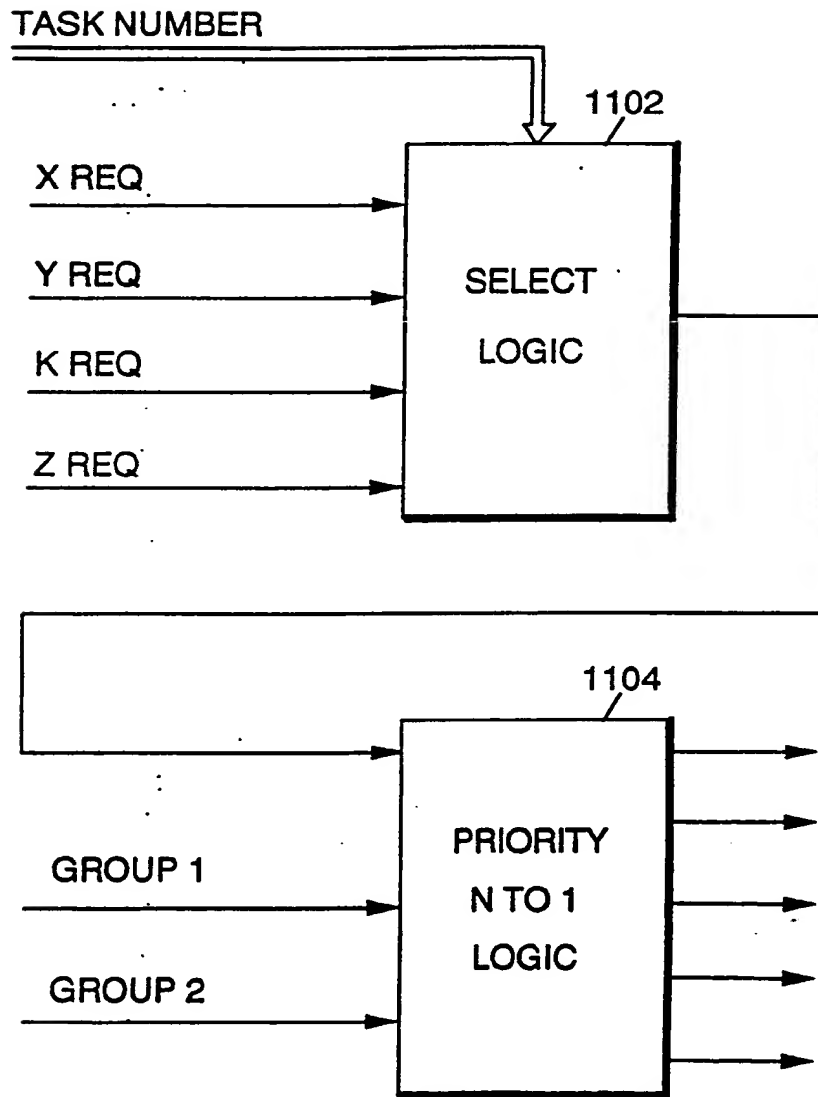 TASK NUMBER
1102
X REQ
Y REQ
K REQ
Z REQ
SELECT
LOGIC
1104
GROUP 1
GROUP 2
PRIORITY
N TO 1
LOGIC